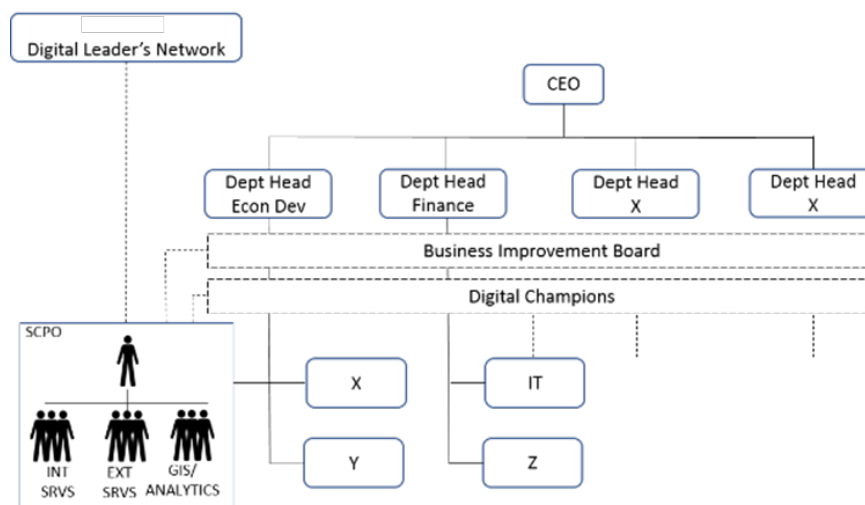 Digital Leader's Network
CEO
Dept Head
Econ Dev
Dept Head
Finance
Dept Head
X
Dept Head
X
Business Improvement Board
Digital Champions
SCPO
X
IT
Y
Z
INT
SRVS
EXT
SRVS
GIS/
ANALYTICS